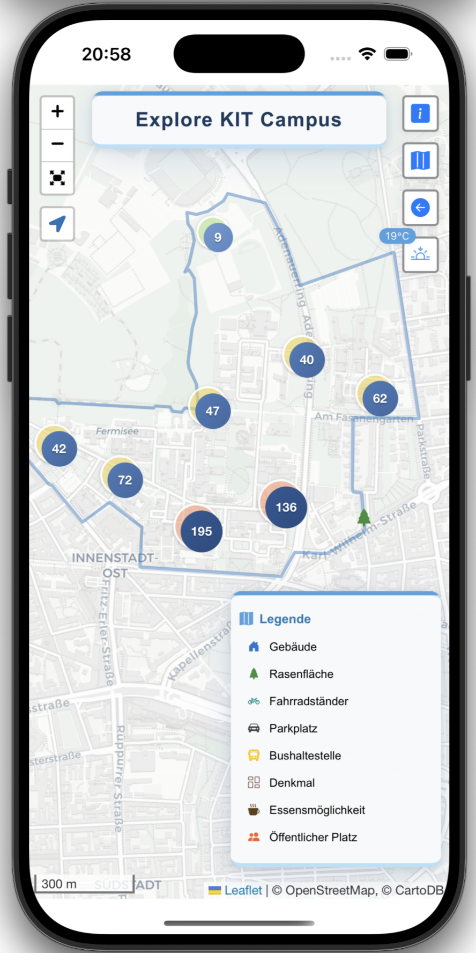 20:58
+
Explore KIT Campus
i
−
19°C
9
Adenauerring
40
62
47
Am Fasanengarten
Parkstraße
Fermisee
42
72
136
195
Karl-Wilhelm-Straße
INNENSTADT-
OST
Fritz-Erler-Straße
Kapellenstraße
Legende
Gebäude
Rasenfläche
Fahrradständer
Parkplatz
Bushaltestelle
Denkmal
Essensmöglichkeit
Öffentlicher Platz
Rüppurrer Straße
300 m
SÜDSTADT
Leaflet | © OpenStreetMap, © CartoDB